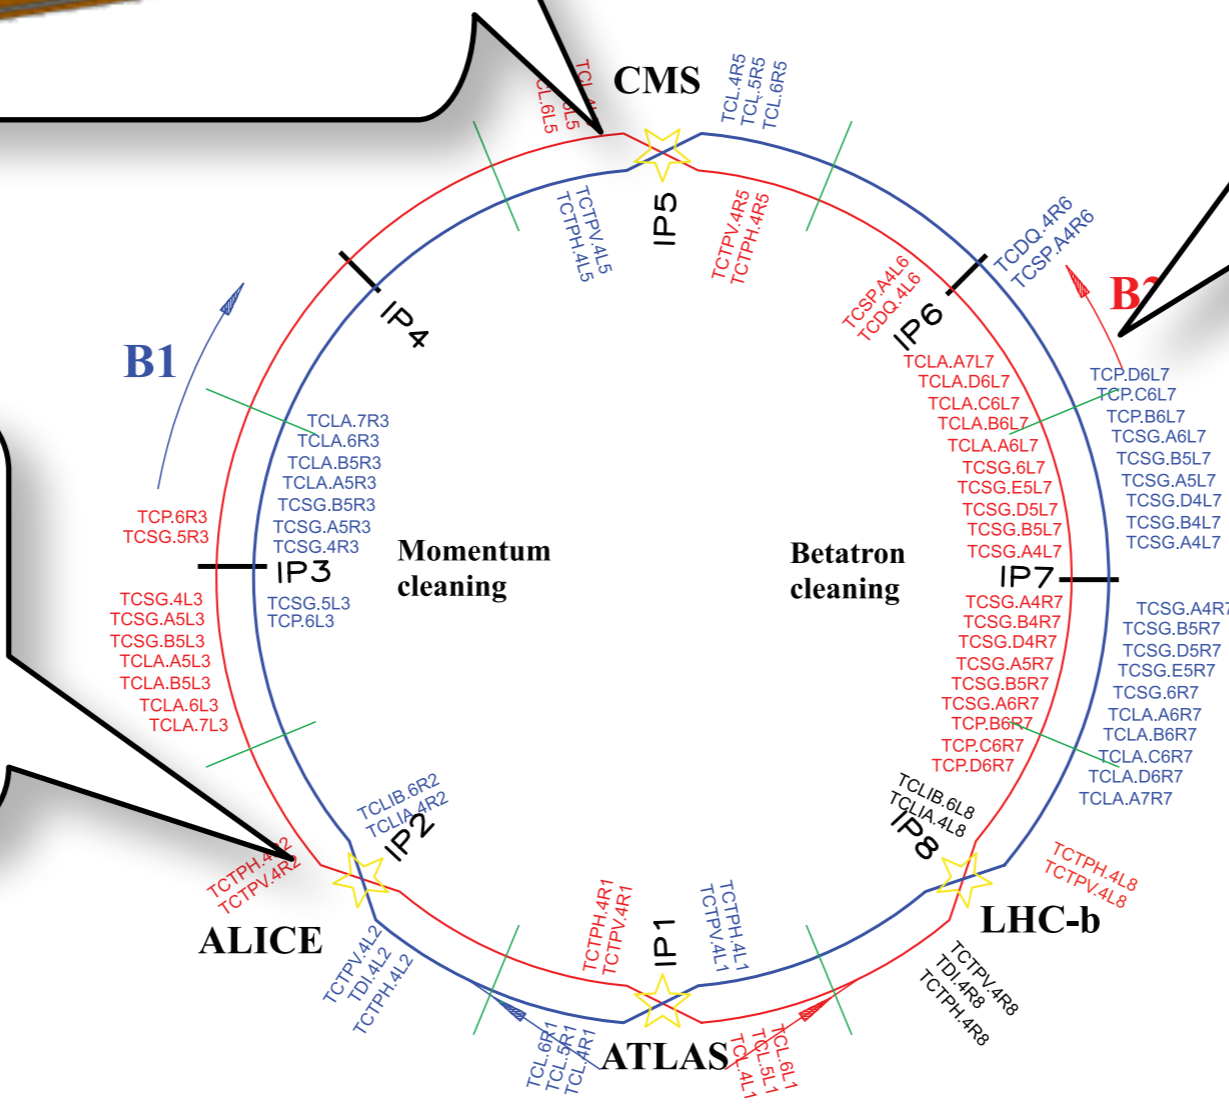 CMS
TCL.6L5
TCL.4R5
TCL.5R5
TCL.6R5
IP5
TCTPV.4L5
TCTPH.4L5
TCTPV.4R5
TCTPH.4R5
TCDQ.4R6
TCSP.A4R6
TCSP.A4L6
TCDQ.4L6
IP6
IP4
B1
TCLA.7R3
TCLA.6R3
TCLA.B5R3
TCLA.A5R3
TCSG.B5R3
TCSG.A5R3
TCSG.4R3
TCP.6R3
TCSG.5R3
IP3
TCSG.5L3
TCP.6L3
TCSG.4L3
TCSG.A5L3
TCSG.B5L3
TCLA.A5L3
TCLA.B5L3
TCLA.6L3
TCLA.7L3
Momentum
cleaning
Betatron
cleaning
TCLA.A7L7
TCLA.D6L7
TCLA.C6L7
TCLA.B6L7
TCLA.A6L7
TCSG.6L7
TCSG.E5L7
TCSG.D5L7
TCSG.B5L7
TCSG.A4L7
IP7
TCSG.A4R7
TCSG.B4R7
TCSG.D4R7
TCSG.A5R7
TCSG.B5R7
TCSG.A6R7
TCP.B6R7
TCP.C6R7
TCP.D6R7
TCP.D6L7
TCP.C6L7
TCP.B6L7
TCSG.A6L7
TCSG.B5L7
TCSG.A5L7
TCSG.D4L7
TCSG.B4L7
TCSG.A4L7
TCSG.A4R7
TCSG.B5R7
TCSG.D5R7
TCSG.E5R7
TCSG.6R7
TCLA.A6R7
TCLA.B6R7
TCLA.C6R7
TCLA.D6R7
TCLA.A7R7
TCLIB.6R2
TCLIA.4R2
IP2
TCTPV.4R2
ALICE
TCTPV.4L2
TDI.4L2
TCTPH.4L2
TCLIB.6L8
TCLIA.4L8
IP8
TCTPH.4L8
TCTPV.4L8
LHC-b
TCTPV.4R8
TDI.4R8
TCTPH.4R8
TCTPH.4R1
TCTPV.4R1
IP1
TCTPH.4L1
TCTPV.4L1
TCL.6R1
TCL.5R1
TCL.4R1
ATLAS
TCL.6L1
TCL.5L1
TCL.4L1